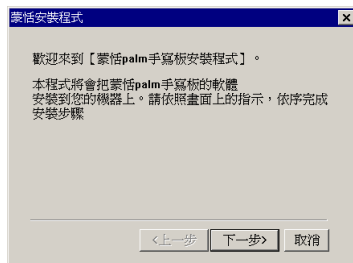 蒙恬安裝程式
歡迎來到【蒙恬palm手寫板安裝程式】。
本程式將會把蒙恬palm手寫板的軟體
安裝到您的機器上。請依照畫面上的指示，依序完成
安裝步驟
<上一步
下一步>
取消